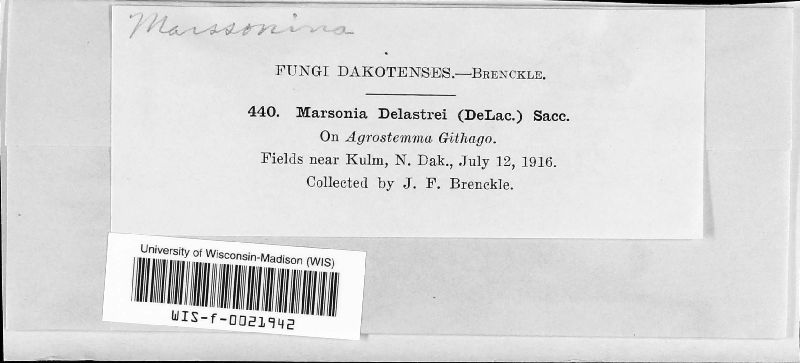 Marssonina
FUNGI DAKOTENSES.—BRENCKLE.
440. Marsonia Delastrei (DeLac.) Sacc.
On Agrostemma Githago.
Fields near Kulm, N. Dak., July 12, 1916.
Collected by J. F. Brenckle.
University of Wisconsin-Madison (WIS)
WIS-f-0021942